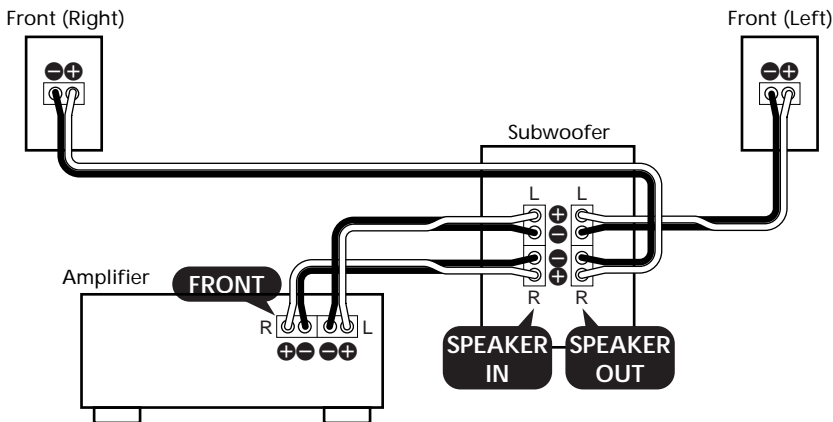 Front (Right)
Front (Left)
Subwoofer
L L
Amplifier
FRONT
R L
R R
SPEAKER IN
SPEAKER OUT